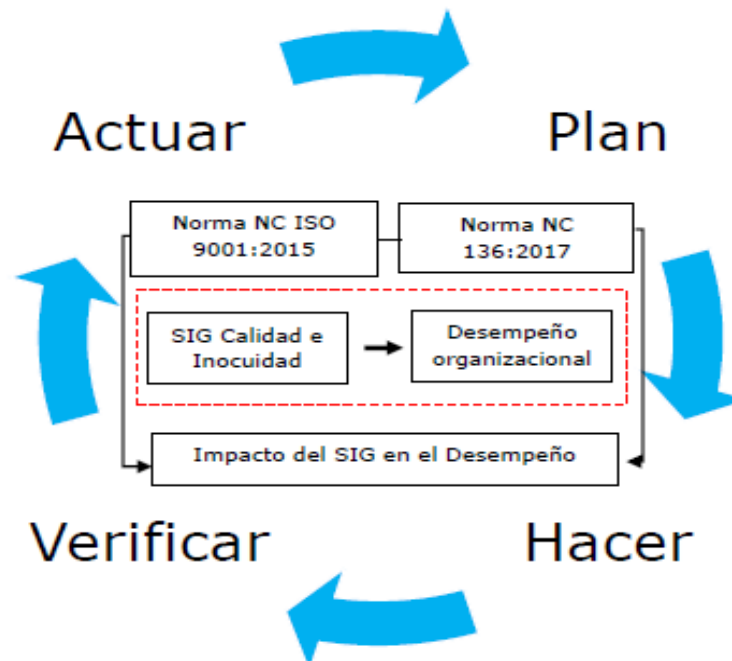 Actuar
Plan
Norma NC ISO
9001:2015
Norma NC
136:2017
SIG Calidad e
Inocuidad
Desempeño
organizacional
Impacto del SIG en el Desempeño
Verificar
Hacer